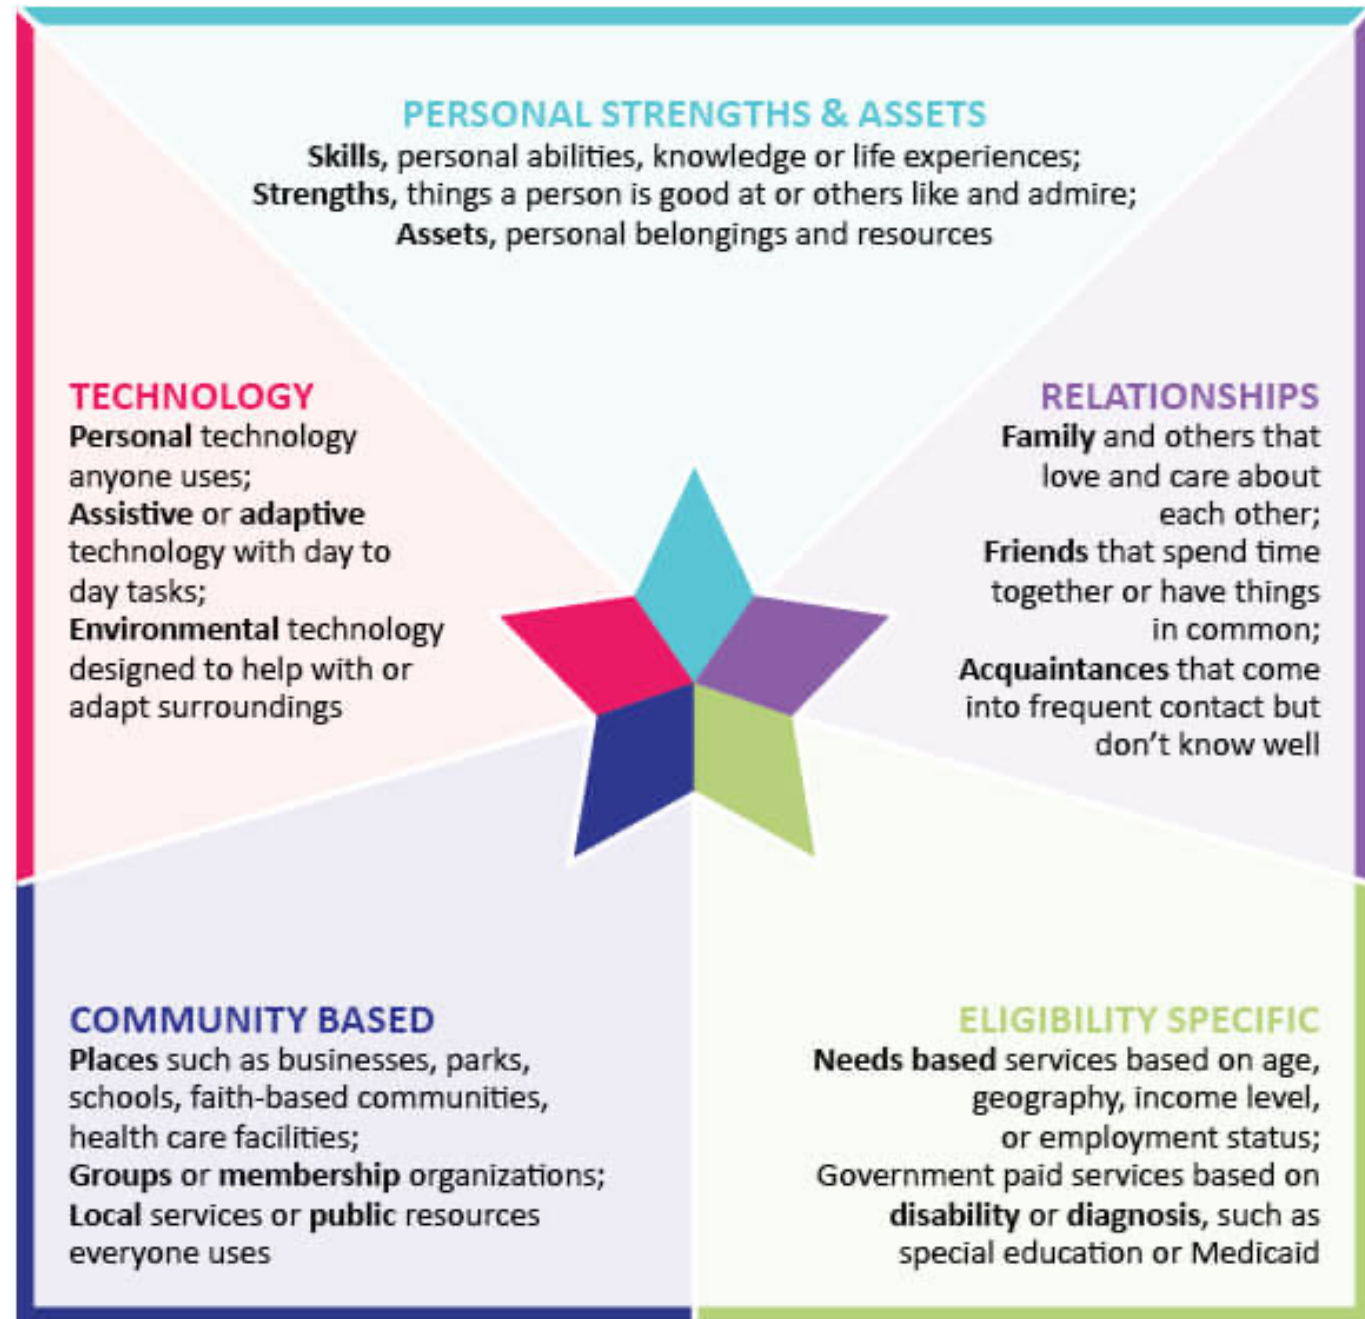 PERSONAL STRENGTHS & ASSETS
Skills, personal abilities, knowledge or life experiences;
Strengths, things a person is good at or others like and admire;
Assets, personal belongings and resources
TECHNOLOGY
Personal technology
anyone uses;
Assistive or adaptive
technology with day to
day tasks;
Environmental technology
designed to help with or
adapt surroundings
RELATIONSHIPS
Family and others that
love and care about
each other;
Friends that spend time
together or have things
in common;
Acquaintances that come
into frequent contact but
don't know well
COMMUNITY BASED
Places such as businesses, parks,
schools, faith-based communities,
health care facilities;
Groups or membership organizations;
Local services or public resources
everyone uses
ELIGIBILITY SPECIFIC
Needs based services based on age,
geography, income level,
or employment status;
Government paid services based on
disability or diagnosis, such as
special education or Medicaid